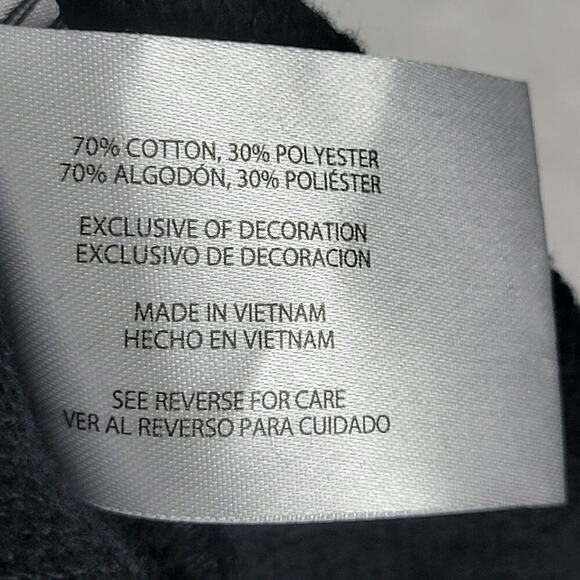 70% COTTON, 30% POLYESTER
70% ALGODÓN, 30% POLIÉSTER
EXCLUSIVE OF DECORATION
EXCLUSIVO DE DECORACION
MADE IN VIETNAM
HECHO EN VIETNAM
SEE REVERSE FOR CARE
VER AL REVERSO PARA CUIDADO